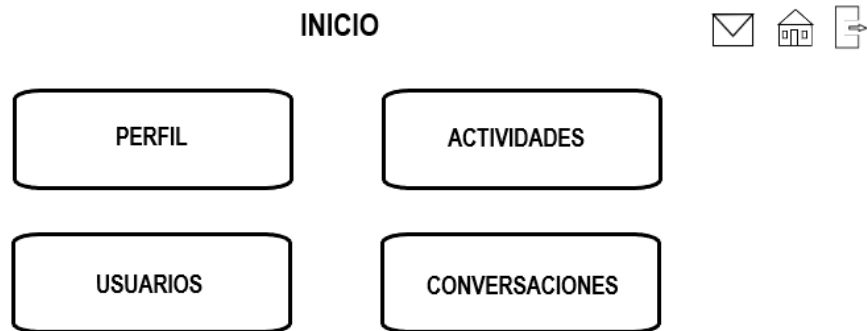 INICIO
PERFIL
ACTIVIDADES
USUARIOS
CONVERSACIONES